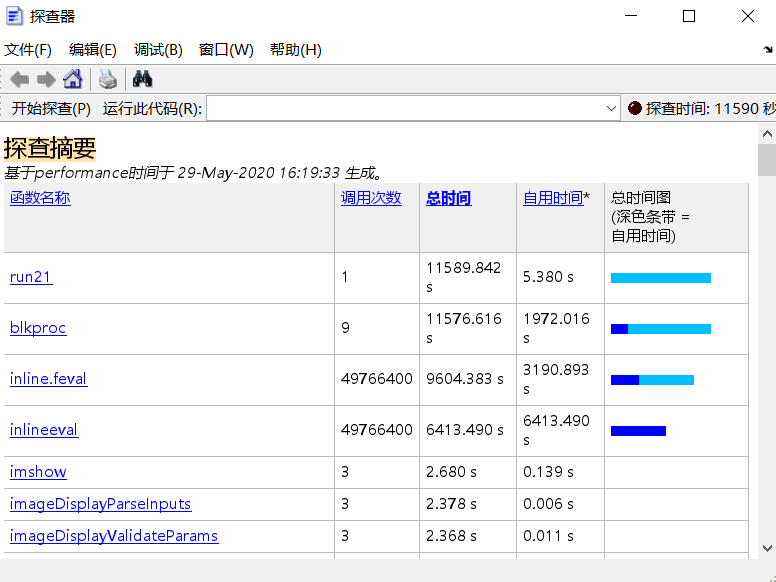 探查器
文件(F) 编辑(E) 调试(B) 窗口(W) 帮助(H)
开始探查(P) 运行此代码(R): 探查时间: 11590 秒
探查摘要
基于performance时间于 29-May-2020 16:19:33 生成。
函数名称 调用次数 总时间 自用时间* 总时间图
(深色条带 =
自用时间)
run21 1 11589.842 s 5.380 s
blkproc 9 11576.616 s 1972.016 s
inline.feval 49766400 9604.383 s 3190.893 s
inlineeval 49766400 6413.490 s 6413.490 s
imshow 3 2.680 s 0.139 s
imageDisplayParseInputs 3 2.378 s 0.006 s
imageDisplayValidateParams 3 2.368 s 0.011 s